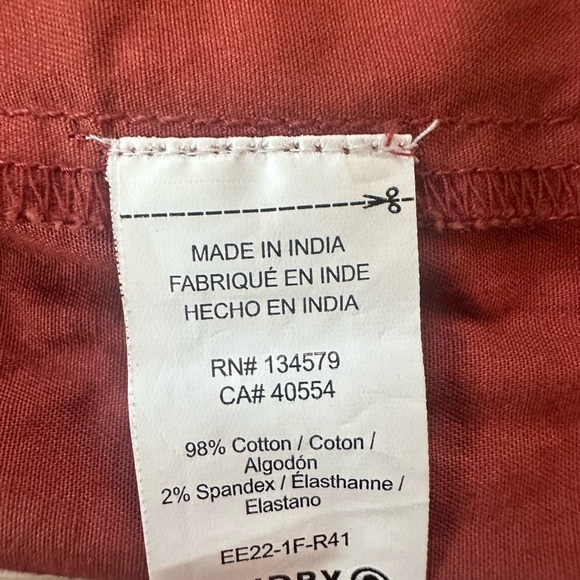 MADE IN INDIA
FABRIQUÉ EN INDE
HECHO EN INDIA
RN# 134579
CA# 40554
98% Cotton / Coton /
Algodón
2% Spandex / Élasthanne /
Elastano
EE22-1F-R41